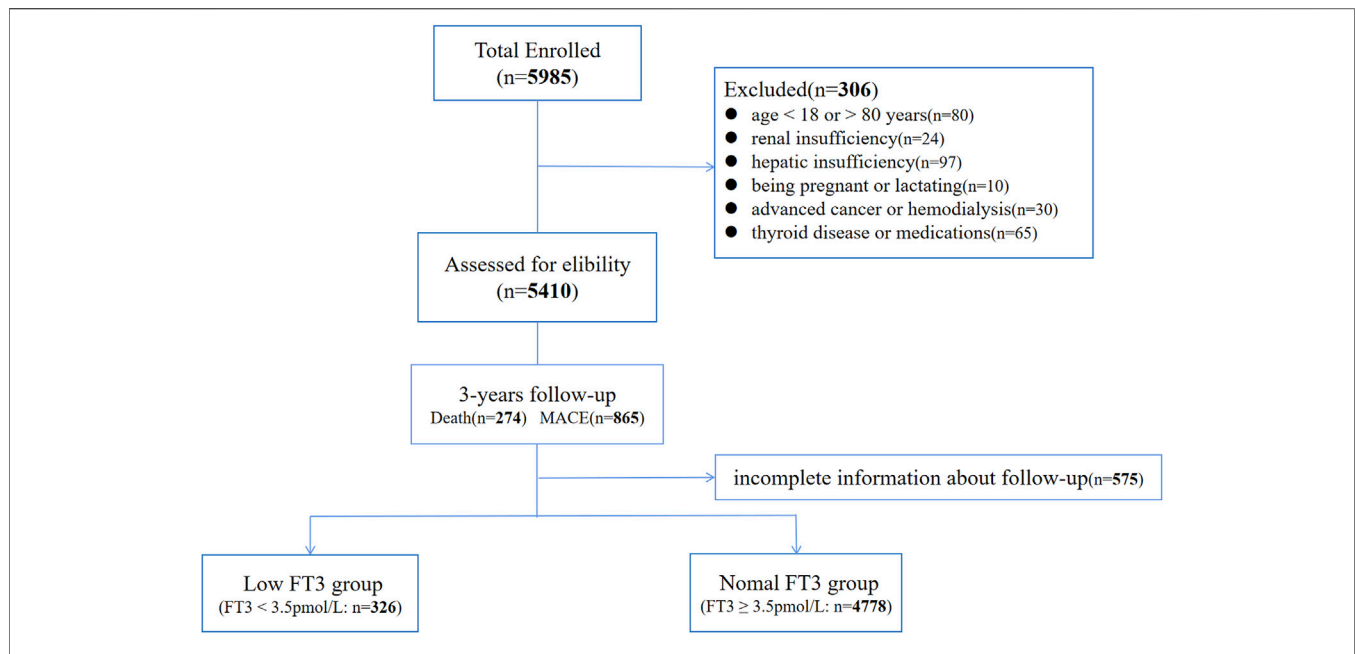 Total Enrolled
(n=5985)
Excluded(n=306)
● age < 18 or > 80 years(n=80)
● renal insufficiency(n=24)
● hepatic insufficiency(n=97)
● being pregnant or lactating(n=10)
● advanced cancer or hemodialysis(n=30)
● thyroid disease or medications(n=65)
Assessed for elibility
(n=5410)
3-years follow-up
Death(n=274) MACE(n=865)
incomplete information about follow-up(n=575)
Low FT3 group
(FT3 < 3.5pmol/L: n=326)
Nomal FT3 group
(FT3 ≥ 3.5pmol/L: n=4778)